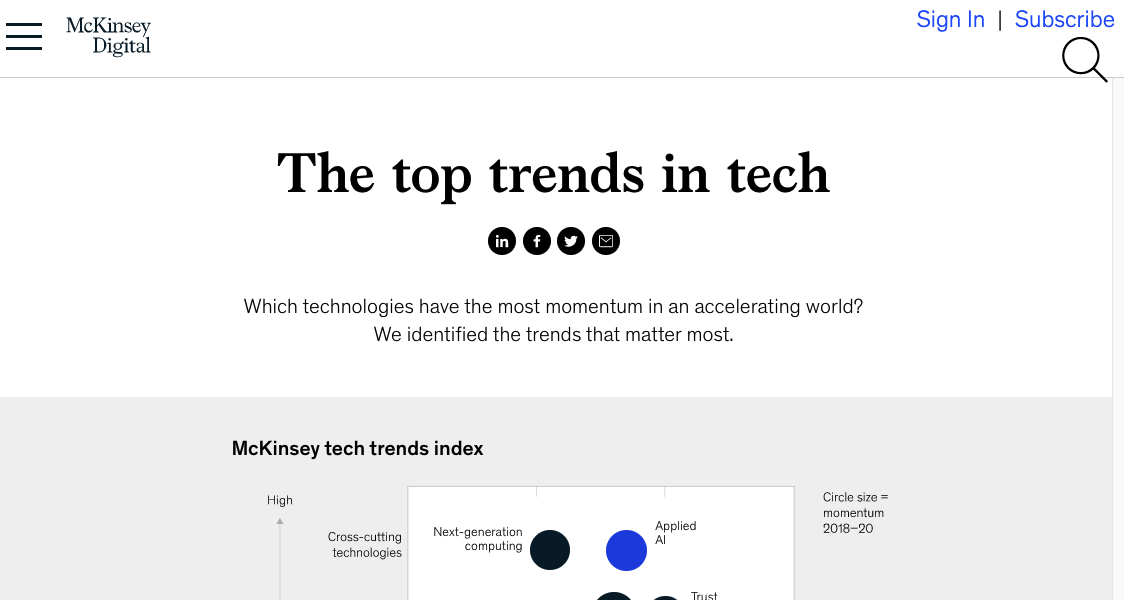 McKinsey
Digital
Sign In | Subscribe
The top trends in tech
Which technologies have the most momentum in an accelerating world?
We identified the trends that matter most.
McKinsey tech trends index
High
Cross-cutting
technologies
Next-generation
computing
Applied
AI
Trust
Circle size =
momentum
2018–20